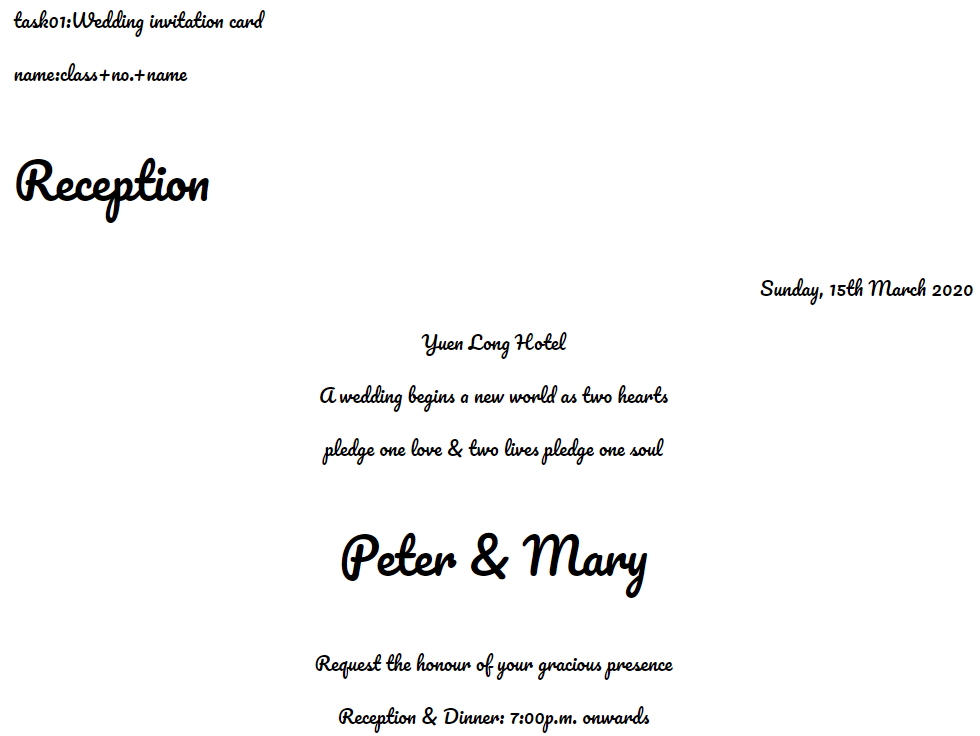 task01:Wedding invitation card
name:class+no.+name
Reception
Sunday, 15th March 2020
Yuen Long Hotel
A wedding begins a new world as two hearts
pledge one love & two lives pledge one soul
Peter & Mary
Request the honour of your gracious presence
Reception & Dinner: 7:00p.m. onwards